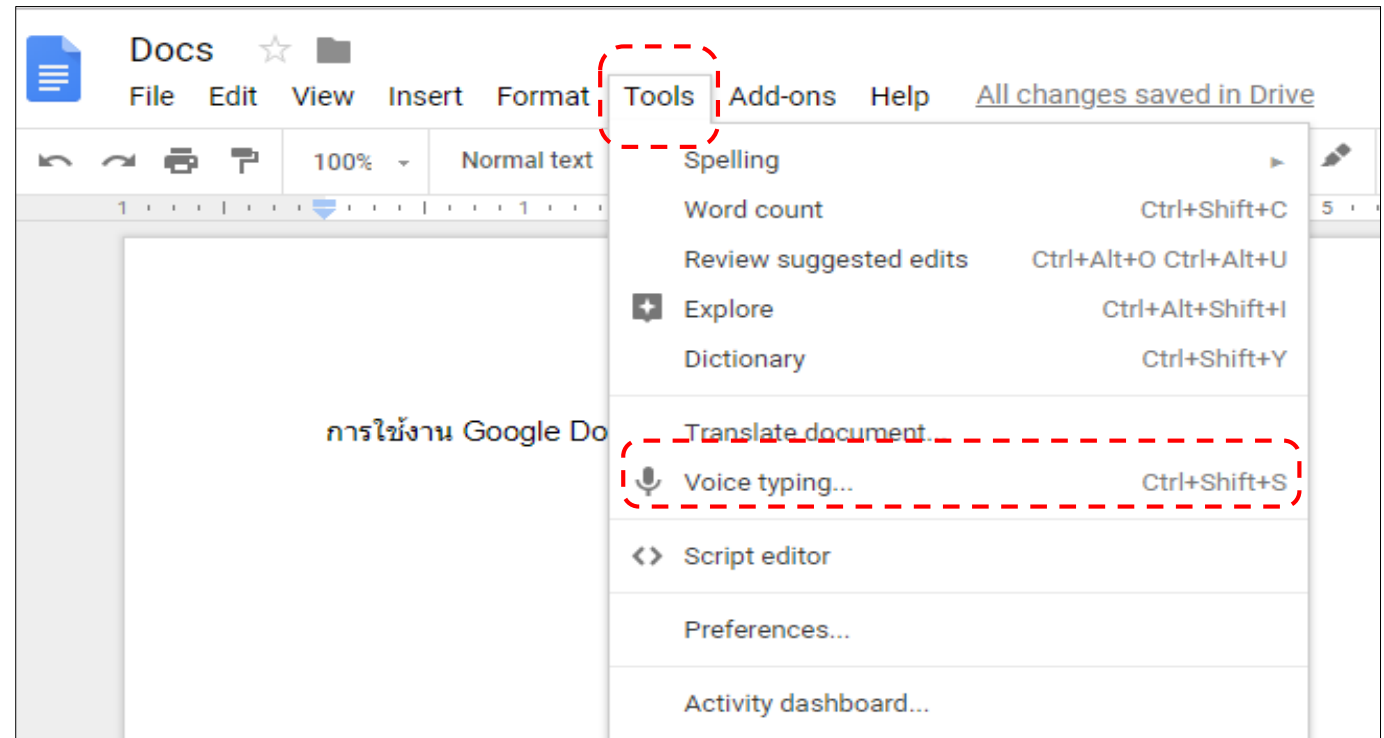 Docs
File Edit View Insert Format Tools Add-ons Help All changes saved in Drive
100% Normal text
1 1 5
Spelling
Word count Ctrl+Shift+C
Review suggested edits Ctrl+Alt+O Ctrl+Alt+U
Explore Ctrl+Alt+Shift+I
Dictionary Ctrl+Shift+Y
การใช้งาน Google Do
Translate document...
Voice typing... Ctrl+Shift+S
Script editor
Preferences...
Activity dashboard...